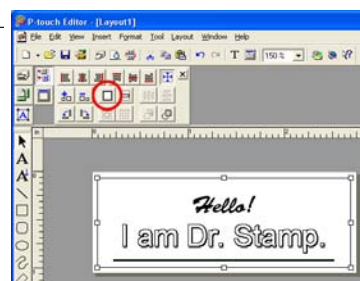 P-touch Editor - [Layout1]
File Edit View Insert Format Tool Layout Window Help
T 150 %
A
A
A
Hello!
I am Dr. Stamp.